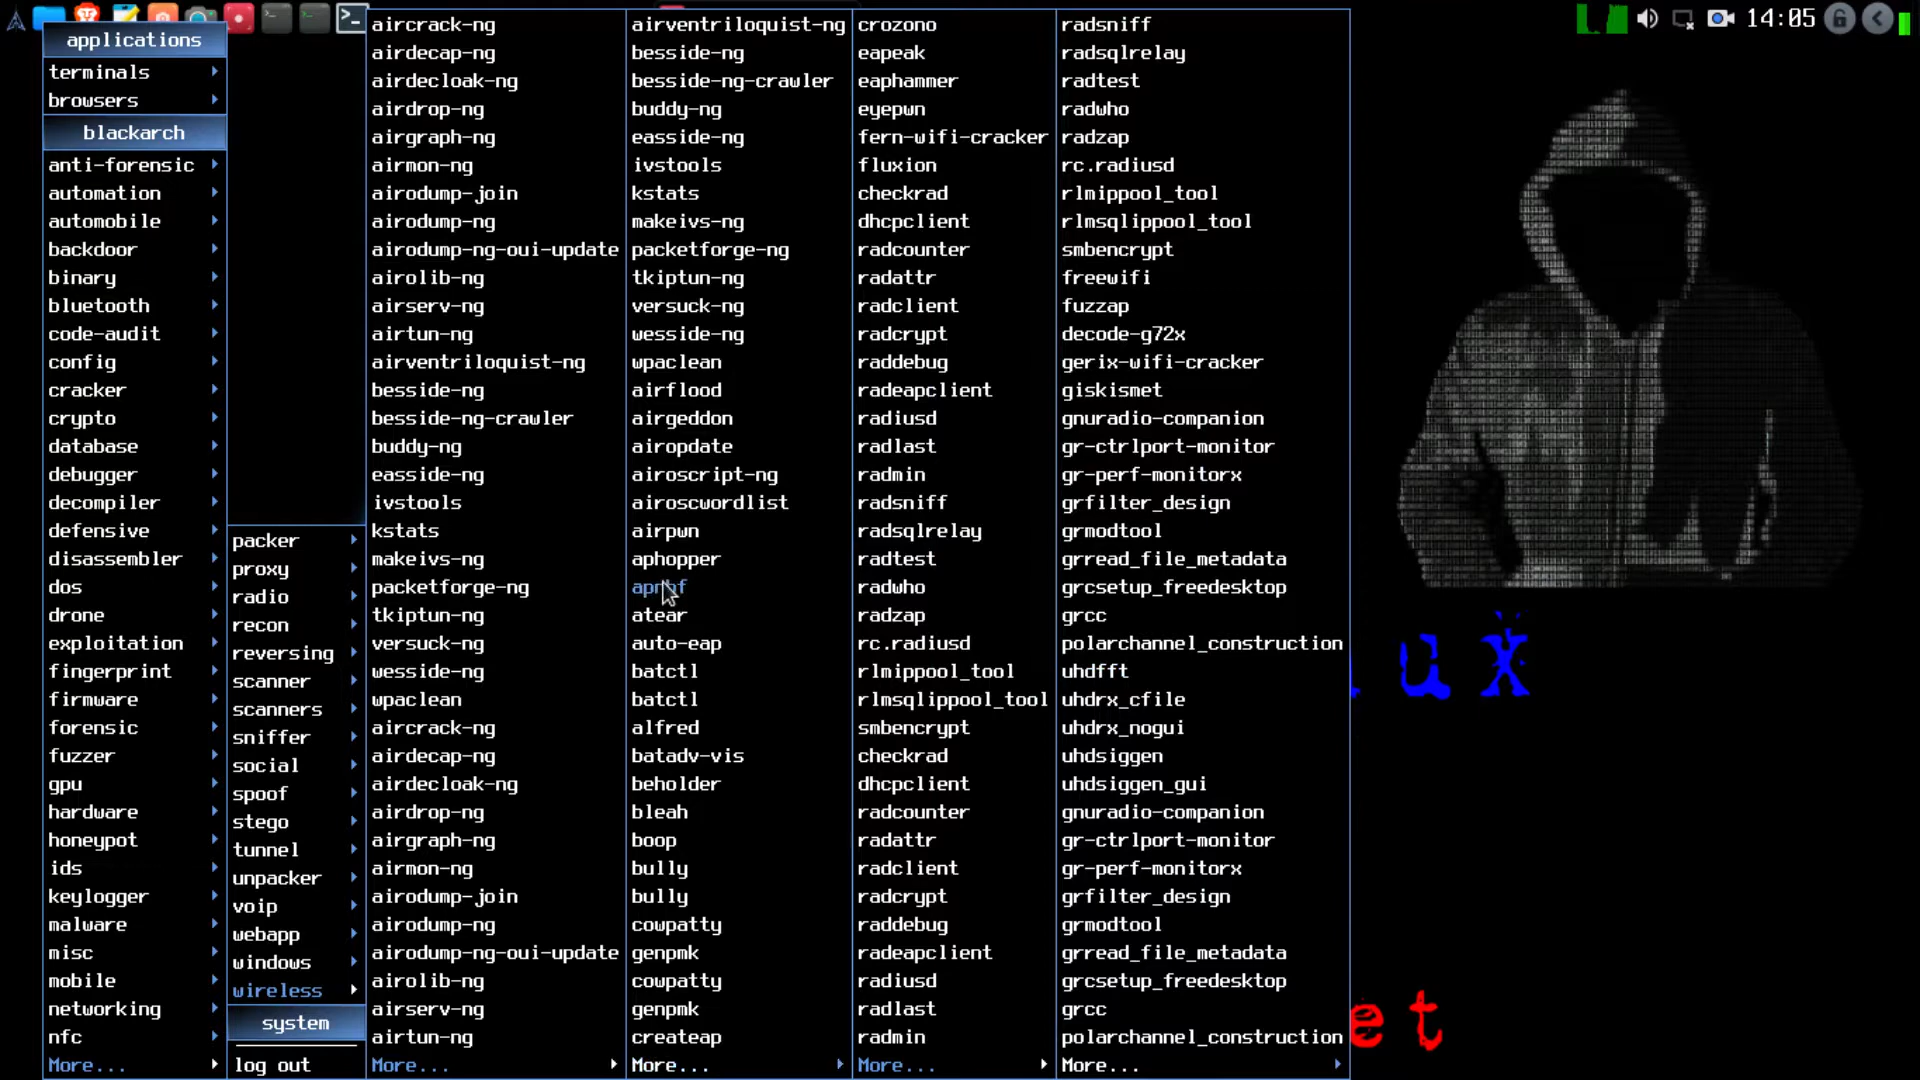 14:05
applications
terminals
browsers
blackarch
anti-forensic
automation
automobile
backdoor
binary
bluetooth
code-audit
config
cracker
crypto
database
debugger
decompiler
defensive
disassembler
dos
drone
exploitation
fingerprint
firmware
forensic
fuzzer
gpu
hardware
honeypot
ids
keylogger
malware
misc
mobile
networking
nfc
More...
packer
proxy
radio
recon
reversing
scanner
scanners
sniffer
social
spoof
stego
tunnel
unpacker
voip
webapp
windows
wireless
system
log out
aircrack-ng
airdecap-ng
airdecloak-ng
airdrop-ng
airgraph-ng
airmon-ng
airodump-join
airodump-ng
airodump-ng-oui-update
airolib-ng
airserv-ng
airtun-ng
airventriloquist-ng
besside-ng
besside-ng-crawler
buddy-ng
easside-ng
ivstools
kstats
makeivs-ng
packetforge-ng
tkiptun-ng
versuck-ng
wesside-ng
wpaclean
aircrack-ng
airdecap-ng
airdecloak-ng
airdrop-ng
airgraph-ng
airmon-ng
airodump-join
airodump-ng
airodump-ng-oui-update
airolib-ng
airserv-ng
airtun-ng
More...
airventriloquist-ng
besside-ng
besside-ng-crawler
buddy-ng
easside-ng
ivstools
kstats
makeivs-ng
packetforge-ng
tkiptun-ng
versuck-ng
wesside-ng
wpaclean
airflood
airgeddon
airopdate
airoscript-ng
airoscwordlist
airpwn
aphopper
atear
auto-eap
batctl
batctl
alfred
batadv-vis
beholder
bleah
boop
bully
bully
cowpatty
genpmk
cowpatty
genpmk
createap
More...
crozono
eapeak
eaphammer
eyepwn
fern-wifi-cracker
fluxion
checkrad
dhcpclient
radcounter
radattr
radclient
radcrypt
raddebug
radeapclient
radiusd
radlast
radmin
radsniff
radsqlrelay
radtest
radwho
radzap
rc.radiusd
rlmippool_tool
rlmsqlippool_tool
smbencrypt
checkrad
dhcpclient
radcounter
radattr
radclient
radcrypt
raddebug
radeapclient
radiusd
radlast
radmin
More...
radsniff
radsqlrelay
radtest
radwho
radzap
rc.radiusd
rlmippool_tool
rlmsqlippool_tool
smbencrypt
freewifi
fuzzap
decode-g72x
gerix-wifi-cracker
giskismet
gnuradio-companion
gr-ctrlport-monitor
gr-perf-monitorx
grfilter_design
grmodtool
grread_file_metadata
grcsetup_freedesktop
grcc
polarchannel_construction
uhdfft
uhdrx_cfile
uhdrx_nogui
uhdsiggen
uhdsiggen_gui
gnuradio-companion
gr-ctrlport-monitor
gr-perf-monitorx
grfilter_design
grmodtool
grread_file_metadata
grcsetup_freedesktop
grcc
polarchannel_construction
More...
ux
et